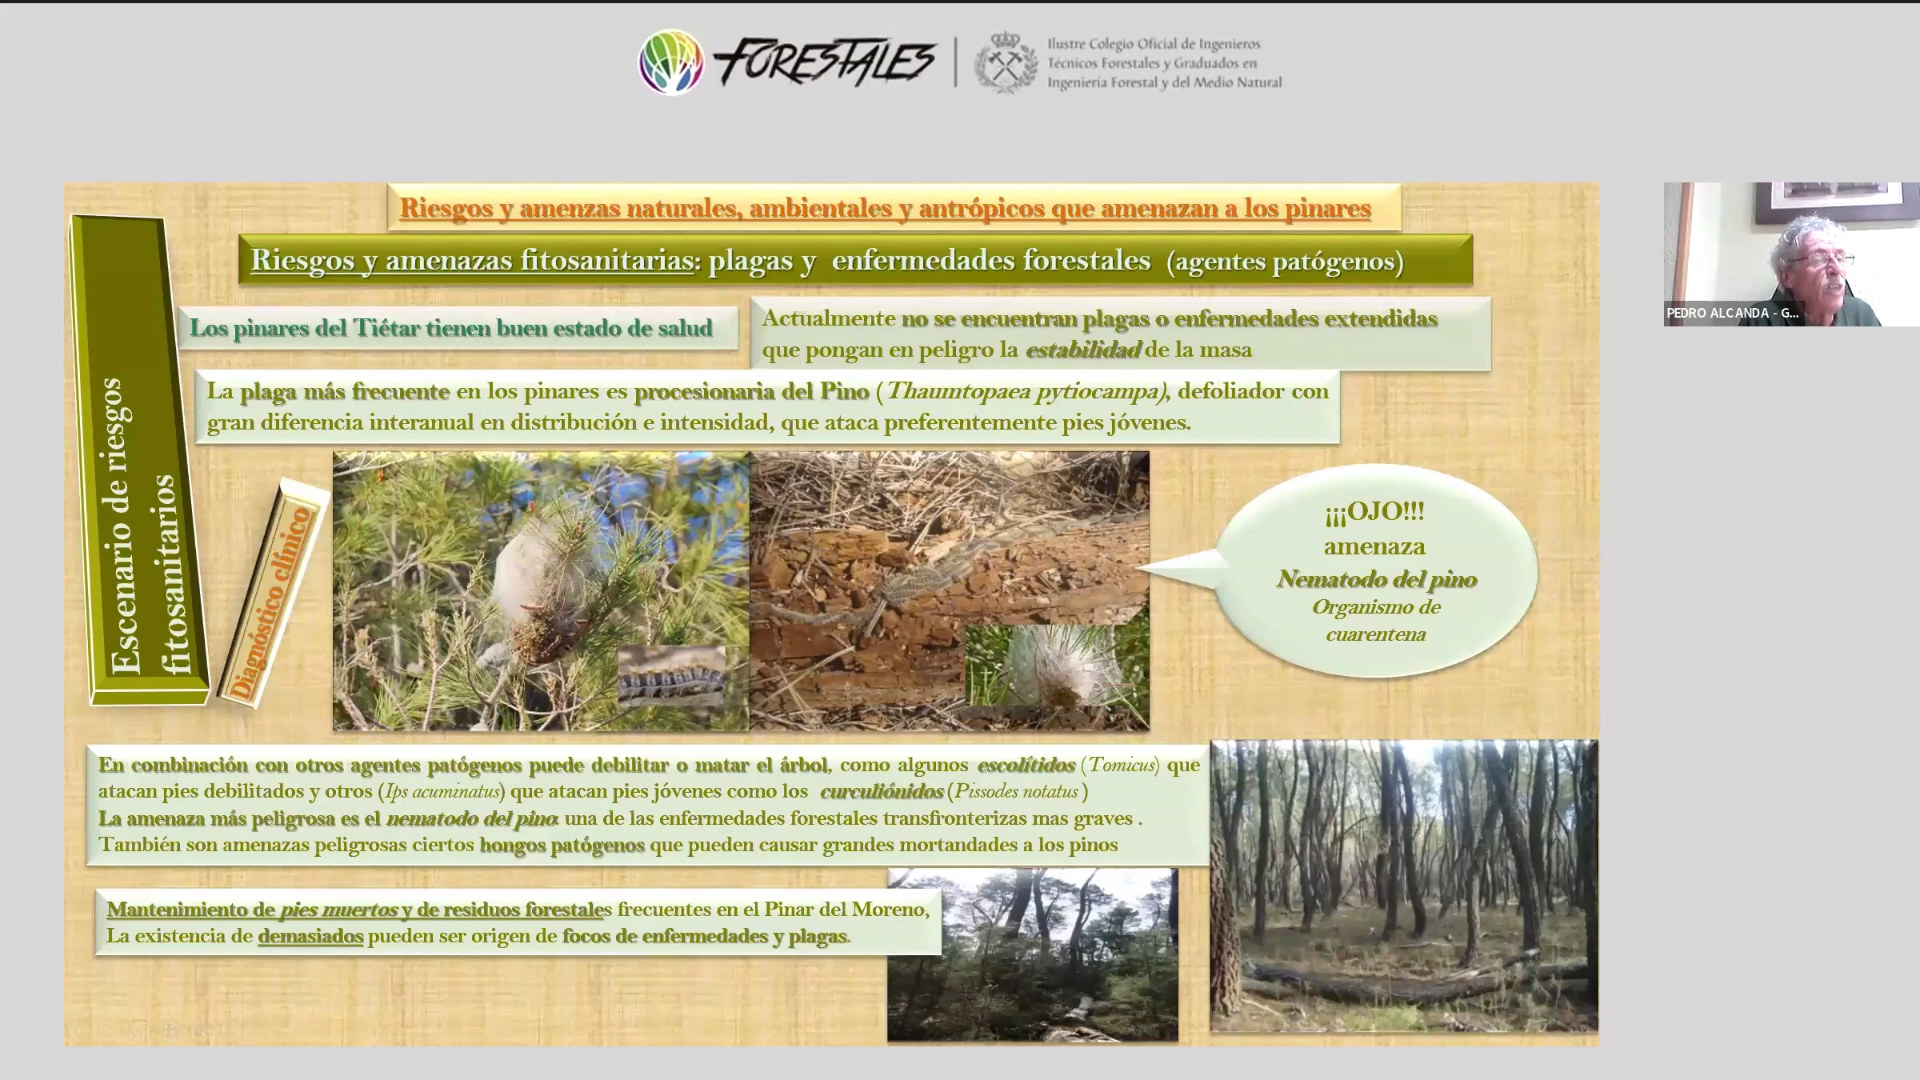 FORESTALES
Ilustre Colegio Oficial de Ingenieros
Técnicos Forestales y Graduados en
Ingeniería Forestal y del Medio Natural
Riesgos y amenzas naturales, ambientales y antrópicos que amenazan a los pinares
Riesgos y amenazas fitosanitarias: plagas y enfermedades forestales (agentes patógenos)
PEDRO ALCANDA - G...
Los pinares del Tiétar tienen buen estado de salud
Actualmente no se encuentran plagas o enfermedades extendidas
que pongan en peligro la estabilidad de la masa
La plaga más frecuente en los pinares es procesionaria del Pino (Thaumtopaea pytiocampa), defoliador con
gran diferencia interanual en distribución e intensidad, que ataca preferentemente pies jóvenes.
Escenario de riesgos
fitosanitarios
Diagnóstico clínico
¡¡¡OJO!!!
amenaza
Nematodo del pino
Organismo de
cuarentena
En combinación con otros agentes patógenos puede debilitar o matar el árbol, como algunos escolítidos (Tomicus) que
atacan pies debilitados y otros (Ips acuminatus) que atacan pies jóvenes como los curculiónidos (Pissodes notatus )
La amenaza más peligrosa es el nematodo del pino: una de las enfermedades forestales transfronterizas mas graves .
También son amenazas peligrosas ciertos hongos patógenos que pueden causar grandes mortandades a los pinos
Mantenimiento de pies muertos y de residuos forestales frecuentes en el Pinar del Moreno,
La existencia de demasiados pueden ser origen de focos de enfermedades y plagas.